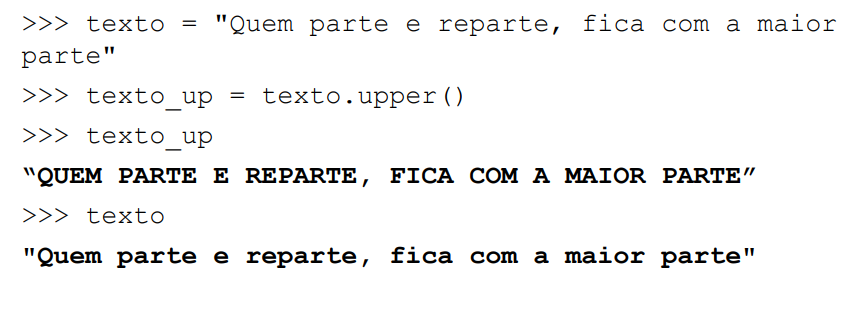 >>> texto = "Quem parte e reparte, fica com a maior
parte"
>>> texto_up = texto.upper()
>>> texto_up
“QUEM PARTE E REPARTE, FICA COM A MAIOR PARTE”
>>> texto
"Quem parte e reparte, fica com a maior parte"